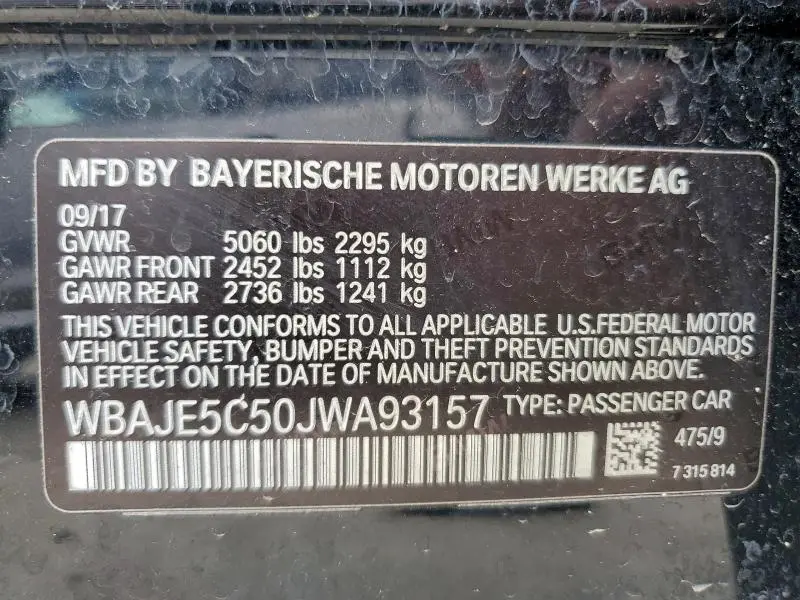 MFD BY BAYERISCHE MOTOREN WERKE AG
09/17
GVWR 5060 lbs 2295 kg
GAWR FRONT 2452 lbs 1112 kg
GAWR REAR 2736 lbs 1241 kg
THIS VEHICLE CONFORMS TO ALL APPLICABLE U.S.FEDERAL MOTOR
VEHICLE SAFETY, BUMPER AND THEFT PREVENTION STANDARDS
IN EFFECT ON THE DATE OF MANUFACTURE SHOWN ABOVE.
WBAJE5C50JWA93157 TYPE: PASSENGER CAR
475/9
7 315 814